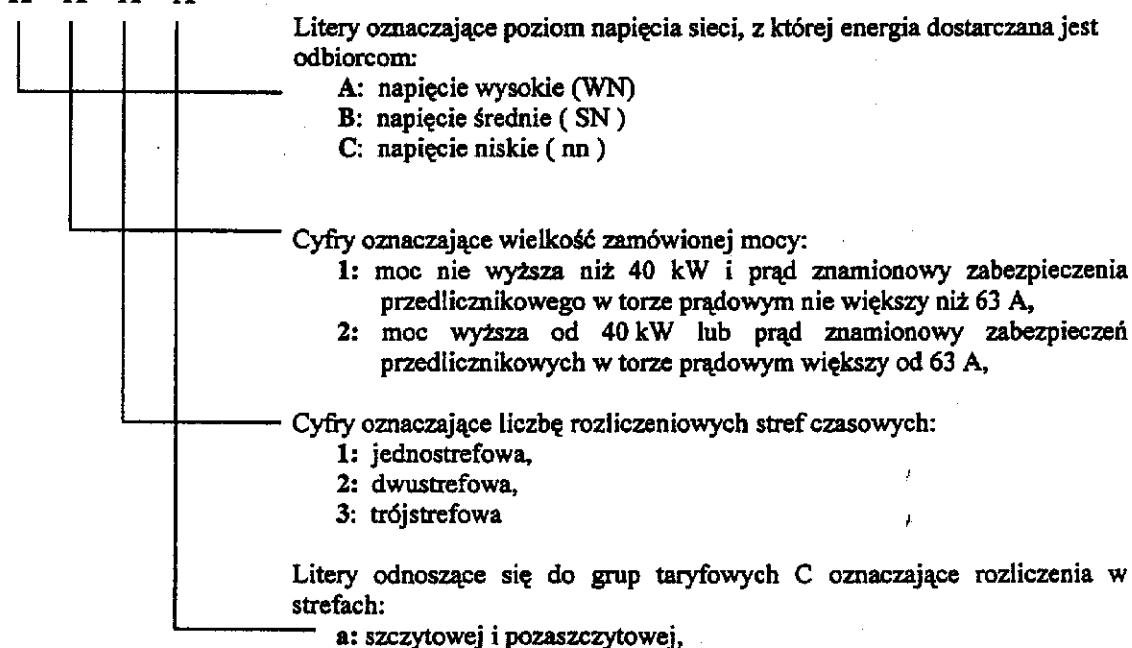 Litery oznaczające poziom napięcia sieci, z której energia dostarczana jest
odbiorcom:
A: napięcie wysokie (WN)
B: napięcie średnie ( SN )
C: napięcie niskie ( nn )
Cyfry oznaczające wielkość zamówionej mocy:
1: moc nie wyższa niż 40 kW i prąd znamionowy zabezpieczenia
przedlicznikowego w torze prądowym nie większy niż 63 A,
2: moc wyższa od 40 kW lub prąd znamionowy zabezpieczeń
przedlicznikowych w torze prądowym większy od 63 A,
Cyfry oznaczające liczbę rozliczeniowych stref czasowych:
1: jednostrefowa,
2: dwustrefowa,
3: trójstrefowa
Litery odnoszące się do grup taryfowych C oznaczające rozliczenia w
strefach:
a: szczytowej i pozaszczytowej,